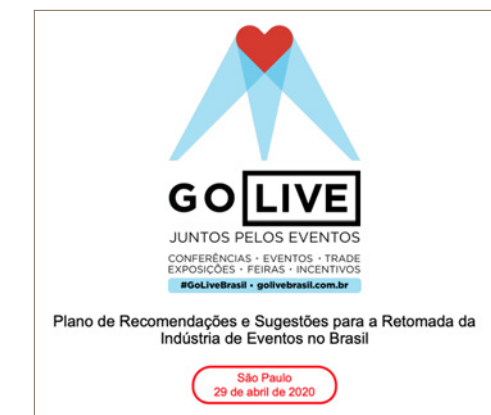 GO LIVE
JUNTOS PELOS EVENTOS
CONFERÊNCIAS • EVENTOS • TRADE
EXPOSIÇÕES • FEIRAS • INCENTIVOS
#GoLiveBrasil • golivebrasil.com.br
Plano de Recomendações e Sugestões para a Retomada da
Indústria de Eventos no Brasil
São Paulo
29 de abril de 2020